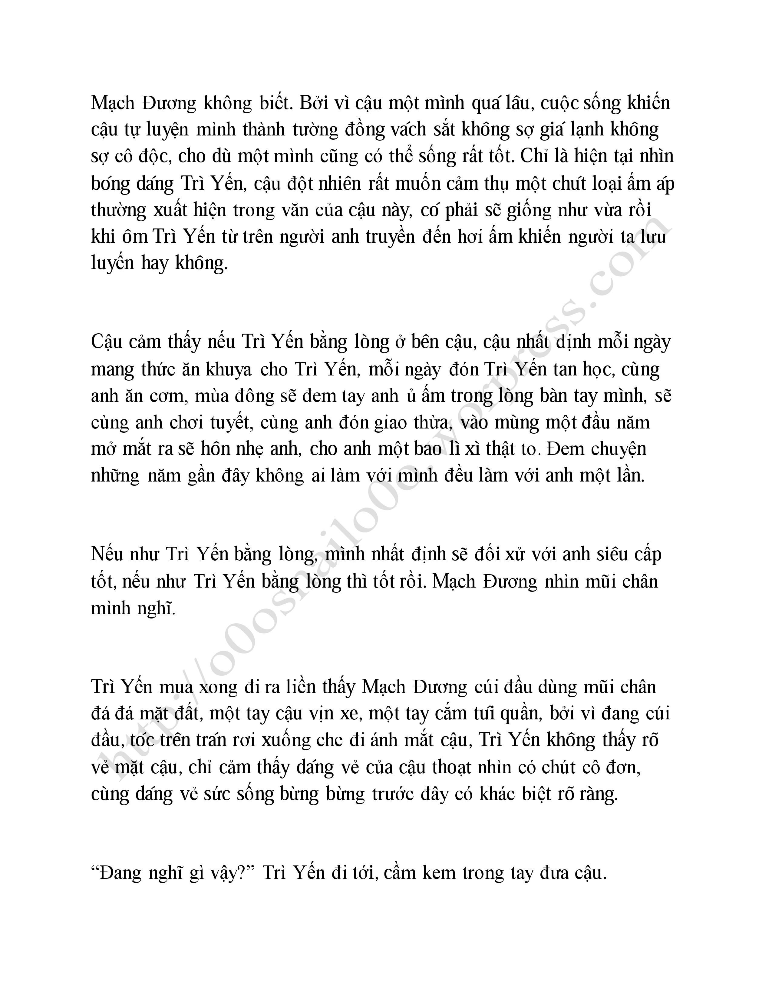 Mạch Đương không biết. Bởi vì cậu một mình quá lâu, cuộc sống khiến
cậu tự luyện mình thành tường đồng vách sắt không sợ giá lạnh không
sợ cô độc, cho dù một mình cũng có thể sống rất tốt. Chỉ là hiện tại nhìn
bóng dáng Trì Yến, cậu đột nhiên rất muốn cảm thụ một chút loại ấm áp
thường xuất hiện trong văn của cậu này, có phải sẽ giống như vừa rồi
khi ôm Trì Yến từ trên người anh truyền đến hơi ấm khiến người ta lưu
luyến hay không.
Cậu cảm thấy nếu Trì Yến bằng lòng ở bên cậu, cậu nhất định mỗi ngày
mang thức ăn khuya cho Trì Yến, mỗi ngày đón Trì Yến tan học, cùng
anh ăn cơm, mùa đông sẽ đem tay anh ủ ấm trong lòng bàn tay mình, sẽ
cùng anh chơi tuyết, cùng anh đón giao thừa, vào mùng một đầu năm
mở mắt ra sẽ hôn nhẹ anh, cho anh một bao lì xì thật to. Đem chuyện
những năm gần đây không ai làm với mình đều làm với anh một lần.
Nếu như Trì Yến bằng lòng, mình nhất định sẽ đối xử với anh siêu cấp
tốt, nếu như Trì Yến bằng lòng thì tốt rồi. Mạch Đương nhìn mũi chân
mình nghĩ.
Trì Yến mua xong đi ra liền thấy Mạch Đương cúi đầu dùng mũi chân
đá đá mặt đất, một tay cậu vịn xe, một tay cắm túi quần, bởi vì đang cúi
đầu, tóc trên trán rơi xuống che đi ánh mắt cậu, Trì Yến không thấy rõ
vẻ mặt cậu, chỉ cảm thấy dáng vẻ của cậu thoạt nhìn có chút cô đơn,
cùng dáng vẻ sức sống bừng bừng trước đây có khác biệt rõ ràng.
“Đang nghĩ gì vậy?” Trì Yến đi tới, cầm kem trong tay đưa cậu.
http://o0osnailo0o.worpress.com